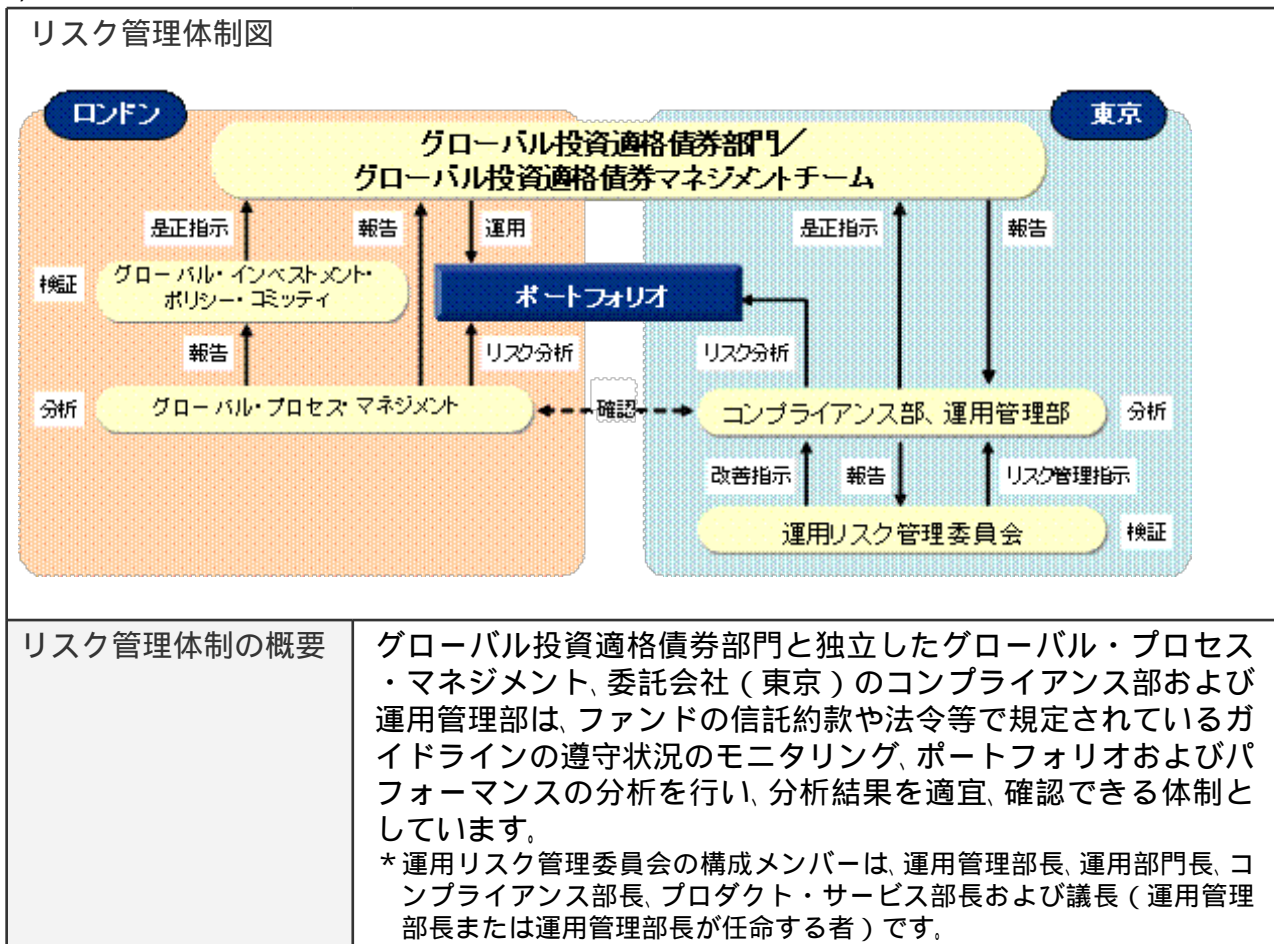 リスク管理体制図
ロンドン
東京
グローバル投資適格債券部門／
グローバル投資適格債券マネジメントチーム
是正指示
報告
運用
是正指示
報告
検証
グローバル・インベストメント・
ポリシー・コミッティ
ポートフォリオ
報告
リスク分析
リスク分析
分析
グローバル・プロセス・マネジメント
確認
コンプライアンス部、運用管理部
分析
改善指示
報告
リスク管理指示
運用リスク管理委員会
検証
リスク管理体制の概要
グローバル投資適格債券部門と独立したグローバル・プロセス
・マネジメント、委託会社（東京）のコンプライアンス部および
運用管理部は、ファンドの信託約款や法令等で規定されているガ
イドラインの遵守状況のモニタリング、ポートフォリオおよびパ
フォーマンスの分析を行い、分析結果を適宜、確認できる体制と
しています。
＊運用リスク管理委員会の構成メンバーは、運用管理部長、運用部門長、コ
ンプライアンス部長、プロダクト・サービス部長および議長（運用管理
部長または運用管理部長が任命する者）です。